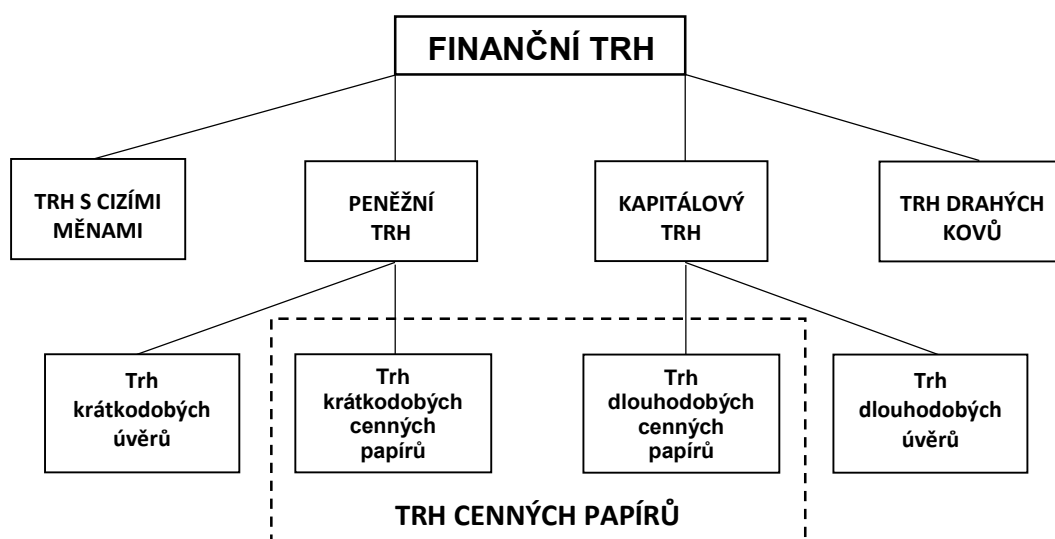 FINANČNÍ TRH
TRH S CIZÍMI
MĚNAMI
PENĚŽNÍ
TRH
KAPITÁLOVÝ
TRH
TRH DRAHÝCH
KOVŮ
Trh
krátkodobých
úvěrů
Trh
krátkodobých
cenných
papírů
Trh
dlouhodobých
cenných
papírů
Trh
dlouhodobých
úvěrů
TRH CENNÝCH PAPÍRŮ